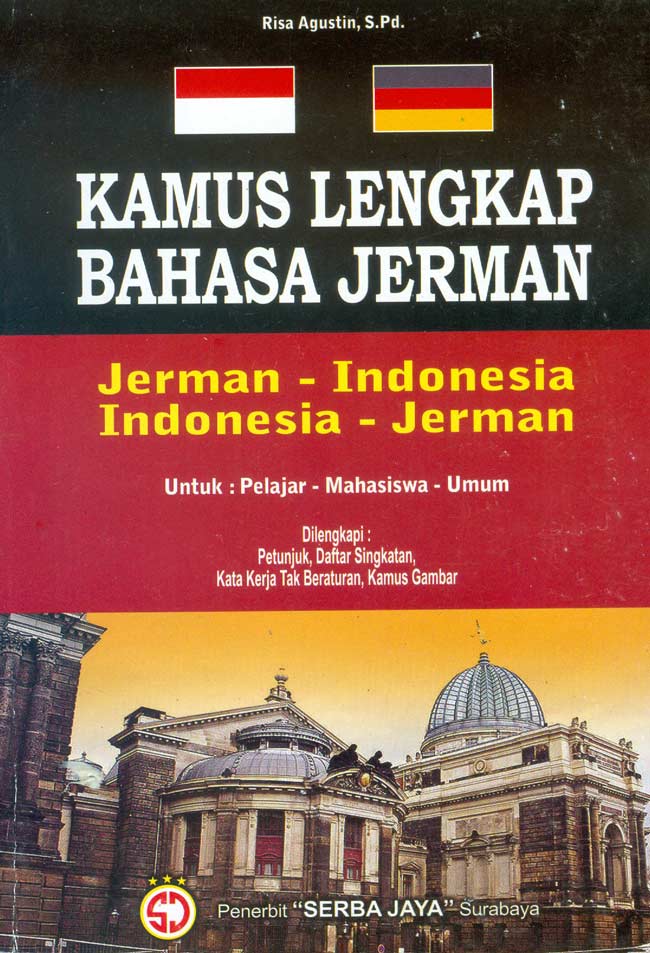 Risa Agustin, S.Pd.
KAMUS LENGKAP
BAHASA JERMAN
Jerman - Indonesia
Indonesia - Jerman
Untuk : Pelajar - Mahasiswa - Umum
Dilengkapi :
Petunjuk, Daftar Singkatan,
Kata Kerja Tak Beraturan, Kamus Gambar
SJ
Penerbit "SERBA JAYA" Surabaya